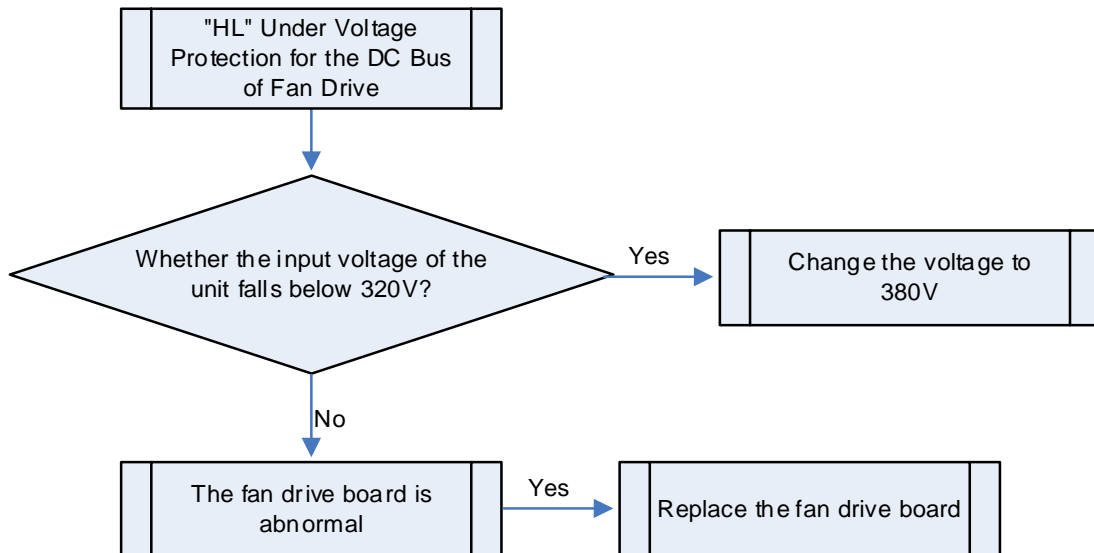 "HL" Under Voltage
Protection for the DC Bus
of Fan Drive
Whether the input voltage of the
unit falls below 320V?
Yes
Change the voltage to
380V
No
The fan drive board is
abnormal
Yes
Replace the fan drive board